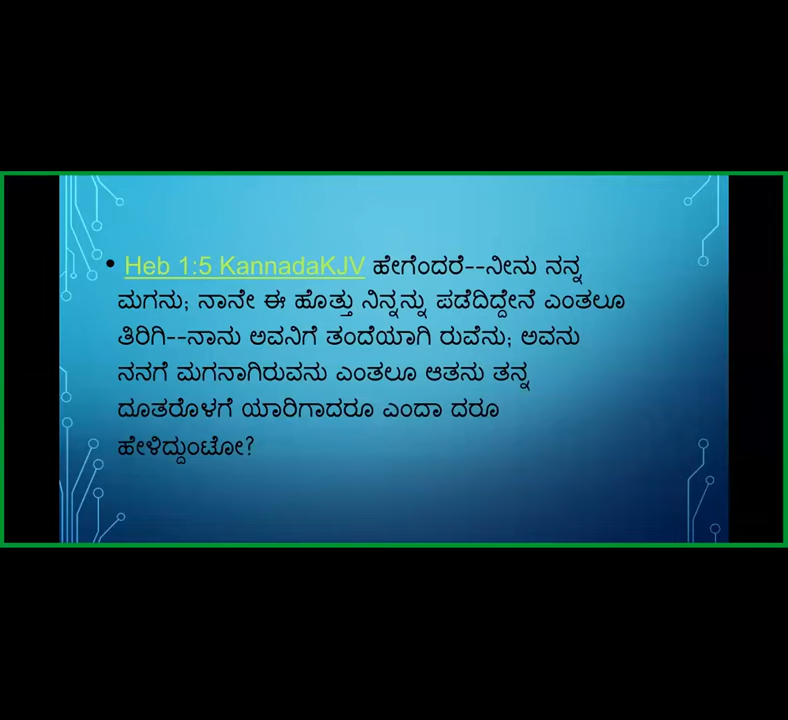 • Heb 1:5 KannadaKJV ಹೇಗೆಂದರೆ--ನೀನು ನನ್ನ
ಮಗನು; ನಾನೇ ಈ ಹೊತ್ತು ನಿನ್ನನ್ನು ಪಡೆದಿದ್ದೇನೆ ಎಂತಲೂ
ತಿರಿಗಿ--ನಾನು ಅವನಿಗೆ ತಂದೆಯಾಗಿ ರುವೆನು; ಅವನು
ನನಗೆ ಮಗನಾಗಿರುವನು ಎಂತಲೂ ಆತನು ತನ್ನ
ದೂತರೊಳಗೆ ಯಾರಿಗಾದರೂ ಎಂದಾ ದರೂ
ಹೇಳಿದ್ದುಂಟೋ?